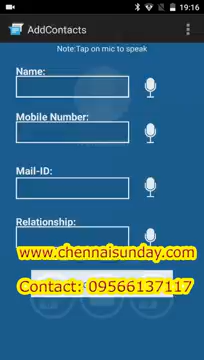 19:16
AddContacts
Note:Tap on mic to speak
Name:
Mobile Number:
Mail-ID:
Relationship:
www.chennaisunday.com
Contact: 09566137117